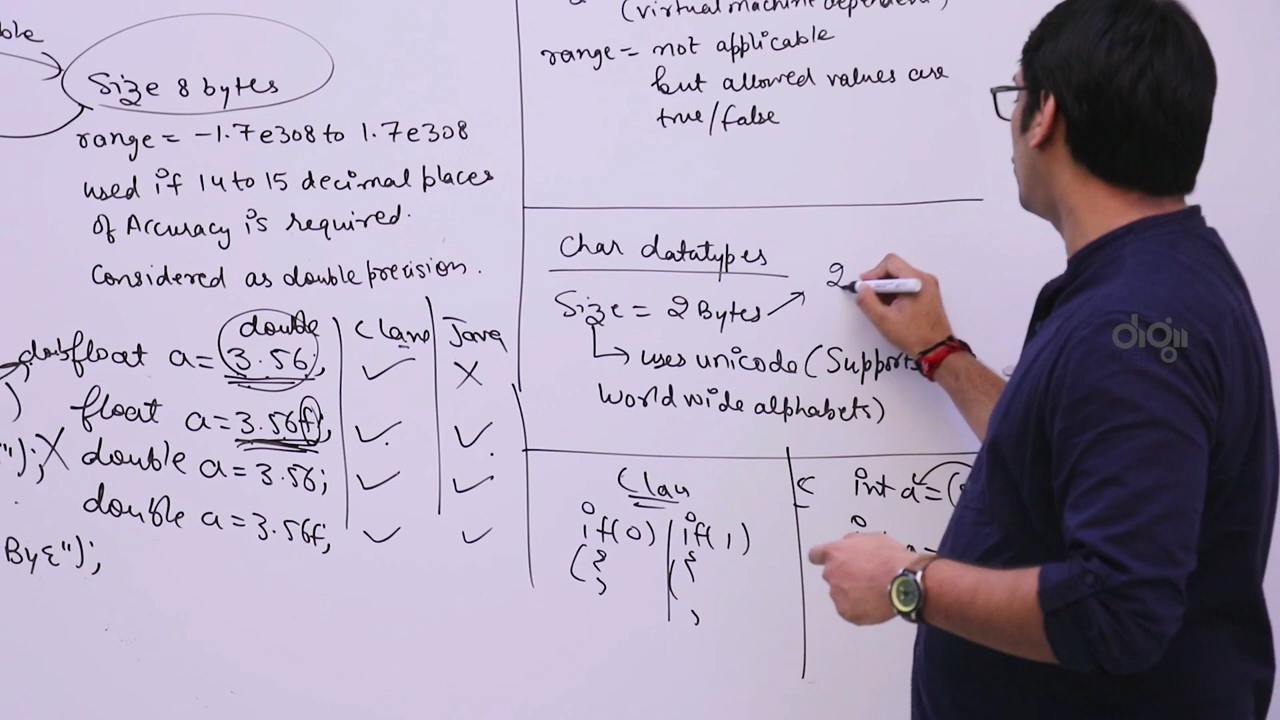 ble
Size 8 bytes
range = -1.7e308 to 1.7e308
used if 14 to 15 decimal places
of Accuracy is required.
Considered as double precision.
double
float a = 3.56;
float a = 3.56f;
double a = 3.56;
double a = 3.56f;
Java
");
Bye");
(virtual machine dependent)
range = not applicable
but allowed values are
true/false
Char datatypes
Size = 2 Bytes
2
uses unicode (Supports
world wide alphabets)
if(0)
{
}
if(1)
{
}
int a = (
digii